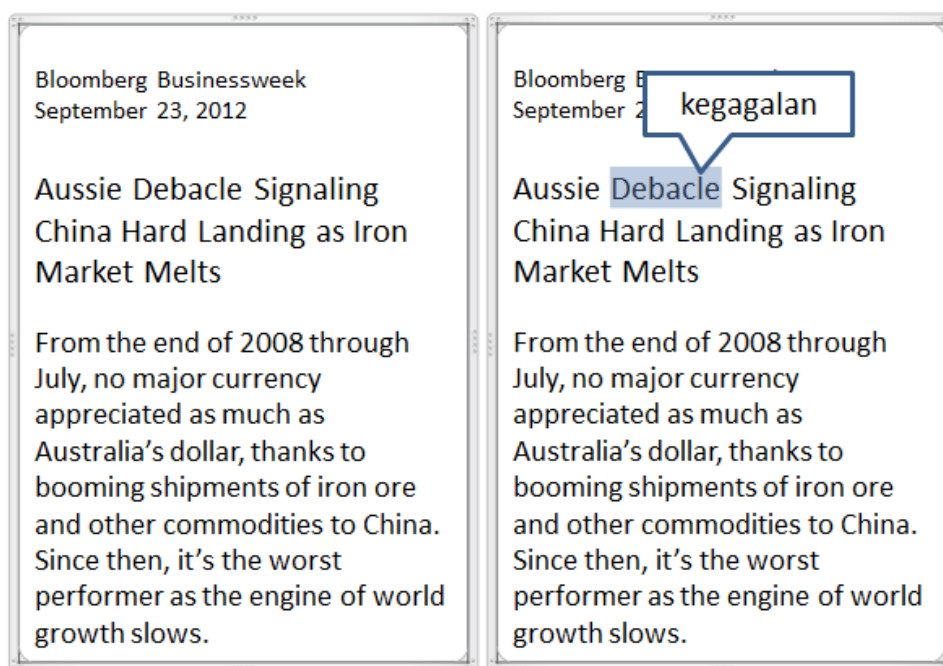 Bloomberg Businessweek
September 23, 2012
Aussie Debacle Signaling
China Hard Landing as Iron
Market Melts
From the end of 2008 through
July, no major currency
appreciated as much as
Australia's dollar, thanks to
booming shipments of iron ore
and other commodities to China.
Since then, it's the worst
performer as the engine of world
growth slows.
Bloomberg
September
kegagalan
Aussie Debacle Signaling
China Hard Landing as Iron
Market Melts
From the end of 2008 through
July, no major currency
appreciated as much as
Australia's dollar, thanks to
booming shipments of iron ore
and other commodities to China.
Since then, it's the worst
performer as the engine of world
growth slows.